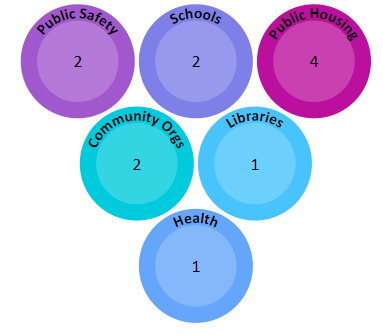 Public Safety
2
Schools
2
Public Housing
4
Community Orgs
2
Libraries
1
Health
1